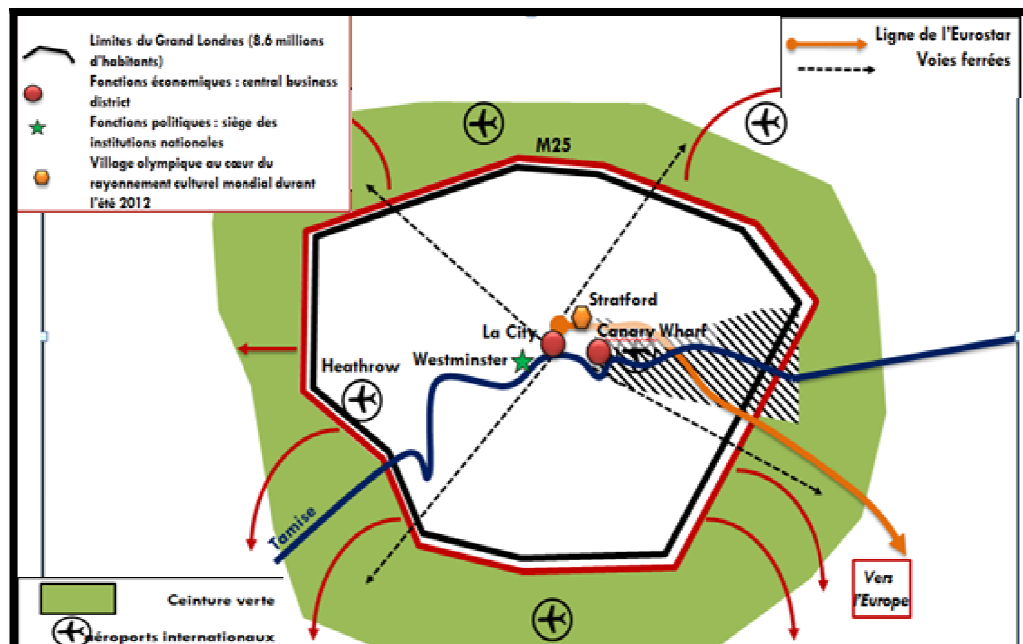 Limites du Grand Londres (8.6 millions
d'habitants)
Fonctions économiques : central business
district
Fonctions politiques : siège des
institutions nationales
Village olympique au cœur du
rayonnement culturel mondial durant
l'été 2012
Ligne de l'Eurostar
Voies ferrées
M25
Stratford
La City
Canary Wharf
Westminster
Heathrow
Tamise
Vers
l'Europe
Ceinture verte
aéroports internationaux